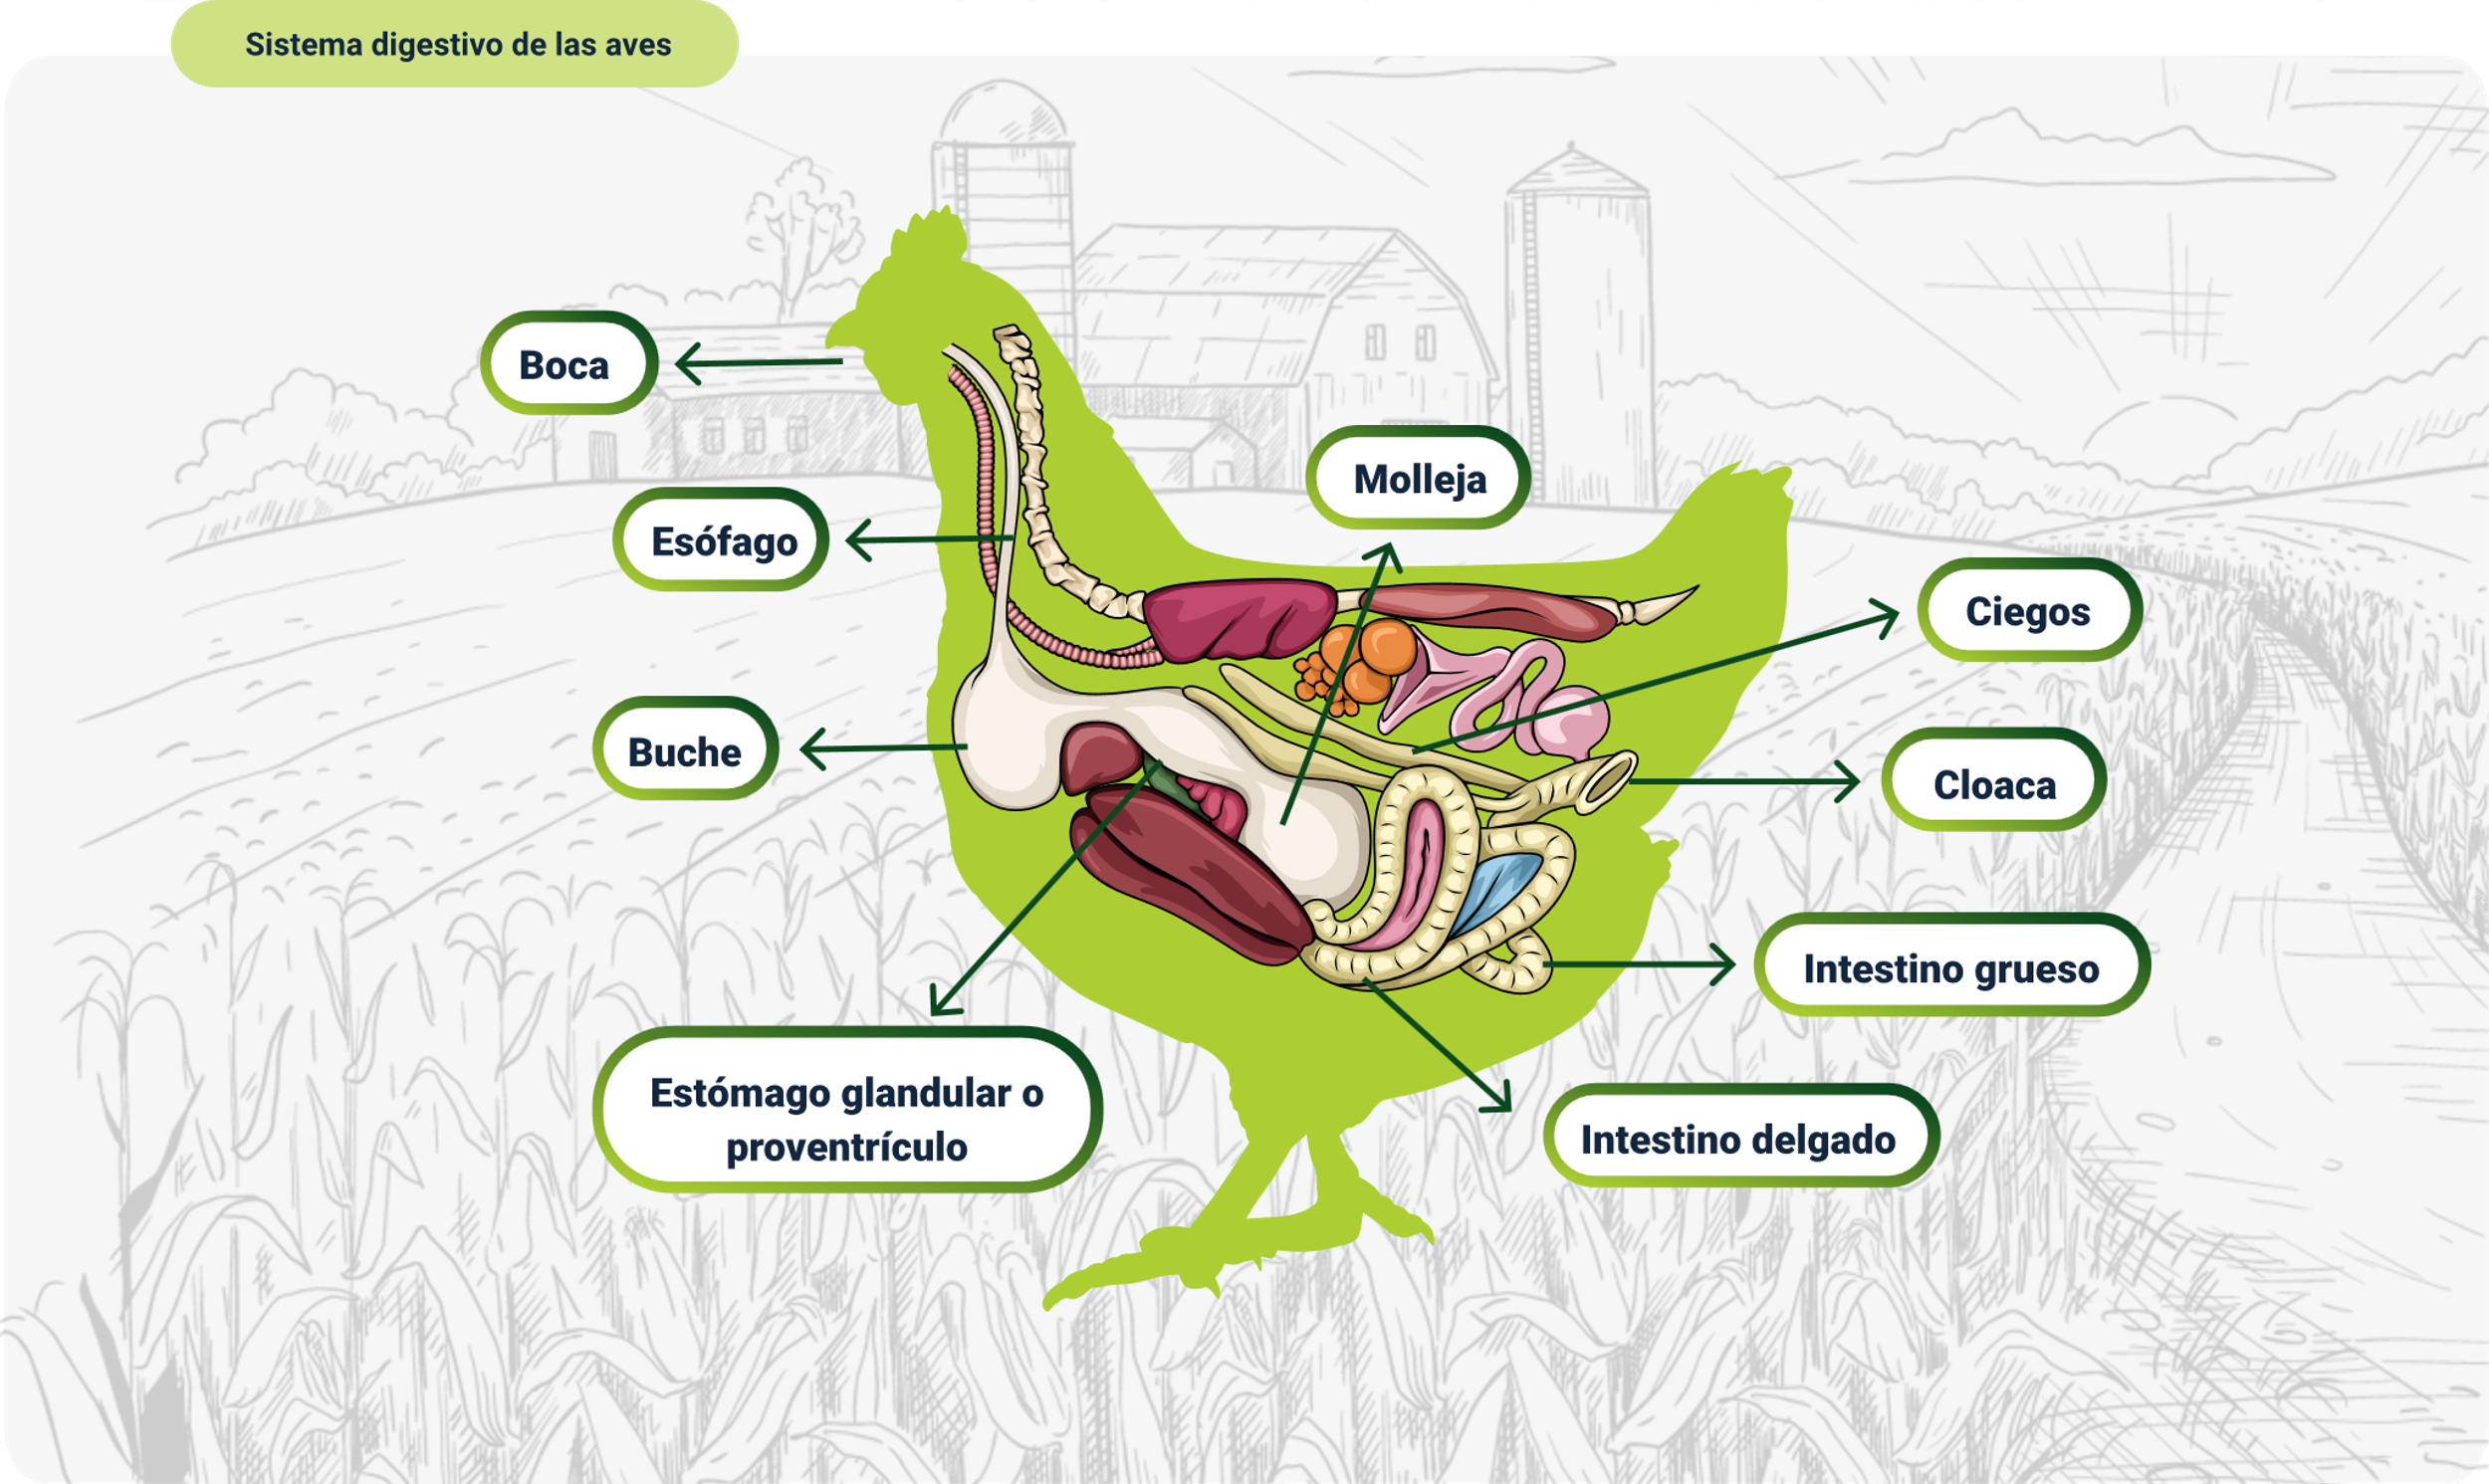 Sistema digestivo de las aves
Boca
Molleja
Esófago
Ciegos
Buche
Cloaca
Intestino grueso
Estómago glandular o
proventrículo
Intestino delgado